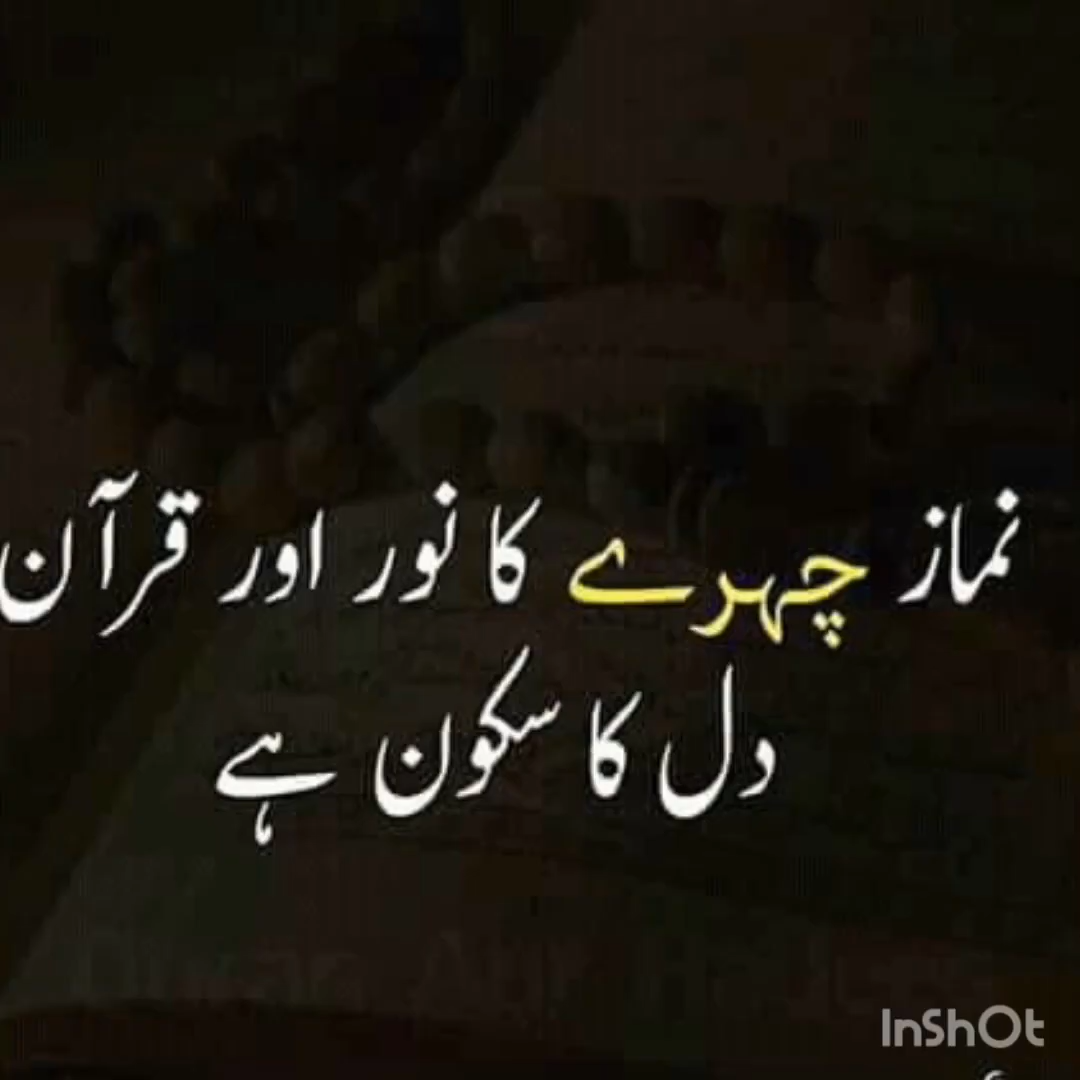 نماز چہرے کا نور اور قرآن
دل کا سکون ہے
InShOt